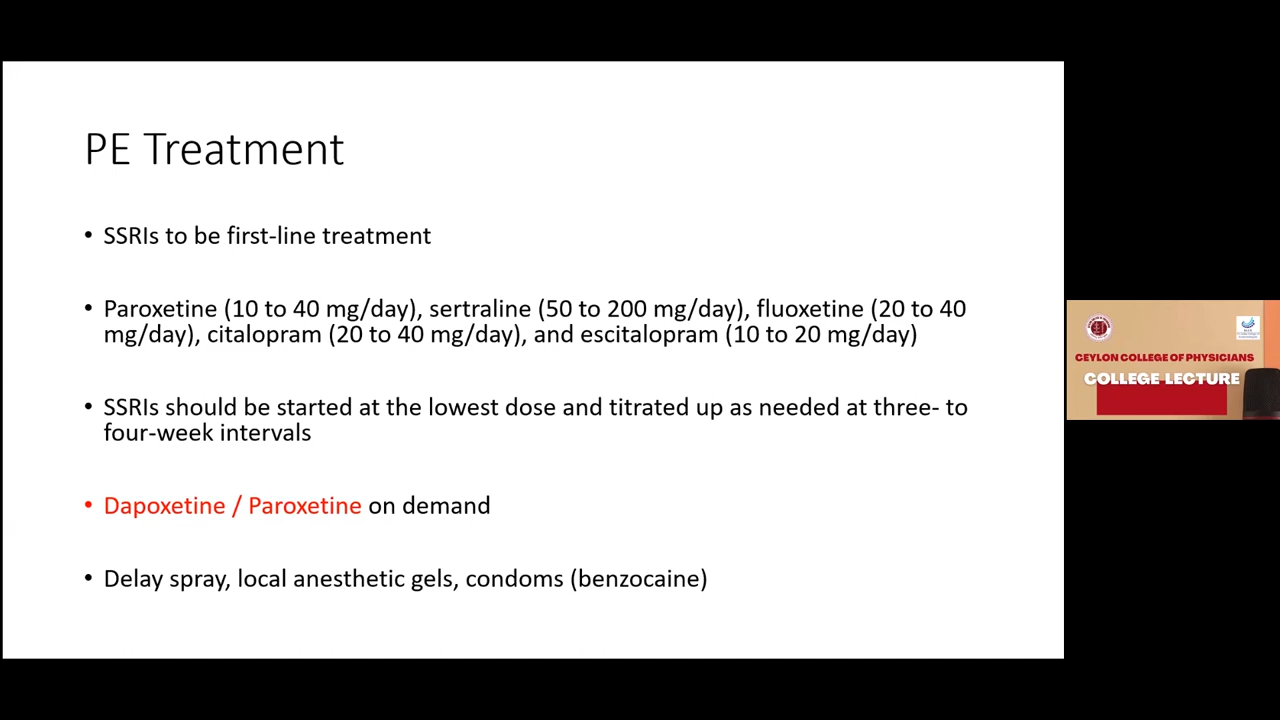 PE Treatment
• SSRIs to be first-line treatment
• Paroxetine (10 to 40 mg/day), sertraline (50 to 200 mg/day), fluoxetine (20 to 40
mg/day), citalopram (20 to 40 mg/day), and escitalopram (10 to 20 mg/day)
• SSRIs should be started at the lowest dose and titrated up as needed at three- to
four-week intervals
• Dapoxetine / Paroxetine on demand
• Delay spray, local anesthetic gels, condoms (benzocaine)
CEYLON COLLEGE OF PHYSICIANS
COLLEGE LECTURE